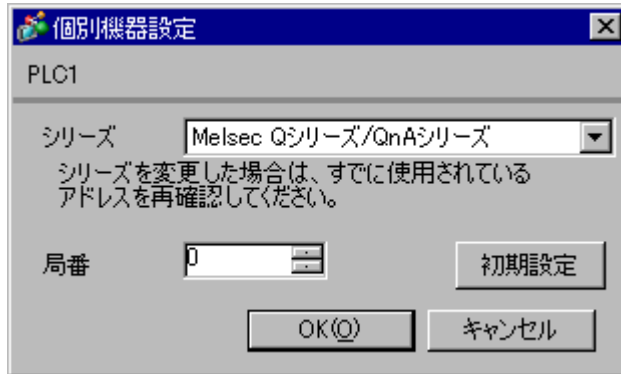 個別機器設定
PLC1
シリーズ Melsec Qシリーズ/QnAシリーズ
シリーズを変更した場合は、すでに使用されている
アドレスを再確認してください。
局番 0 初期設定
OK(O) キャンセル